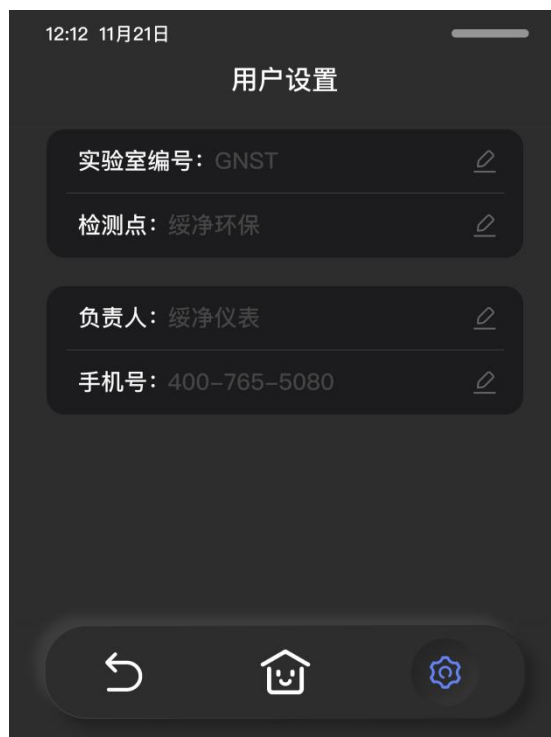 12:12 11月21日
用户设置
实验室编号：GNST
检测点：绥净环保
负责人：绥净仪表
手机号：400-765-5080